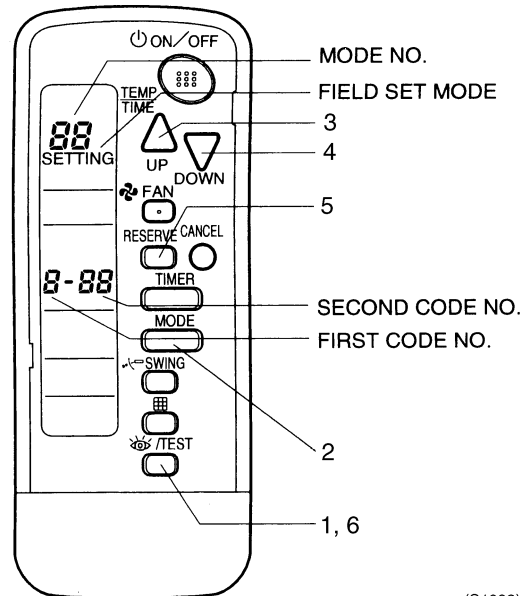 ON/OFF
MODE NO.
TEMP
TIME
FIELD SET MODE
88
SETTING
3
UP
4
DOWN
FAN
5
RESERVE
CANCEL
8-88
TIMER
SECOND CODE NO.
MODE
FIRST CODE NO.
SWING
2
/TEST
1, 6